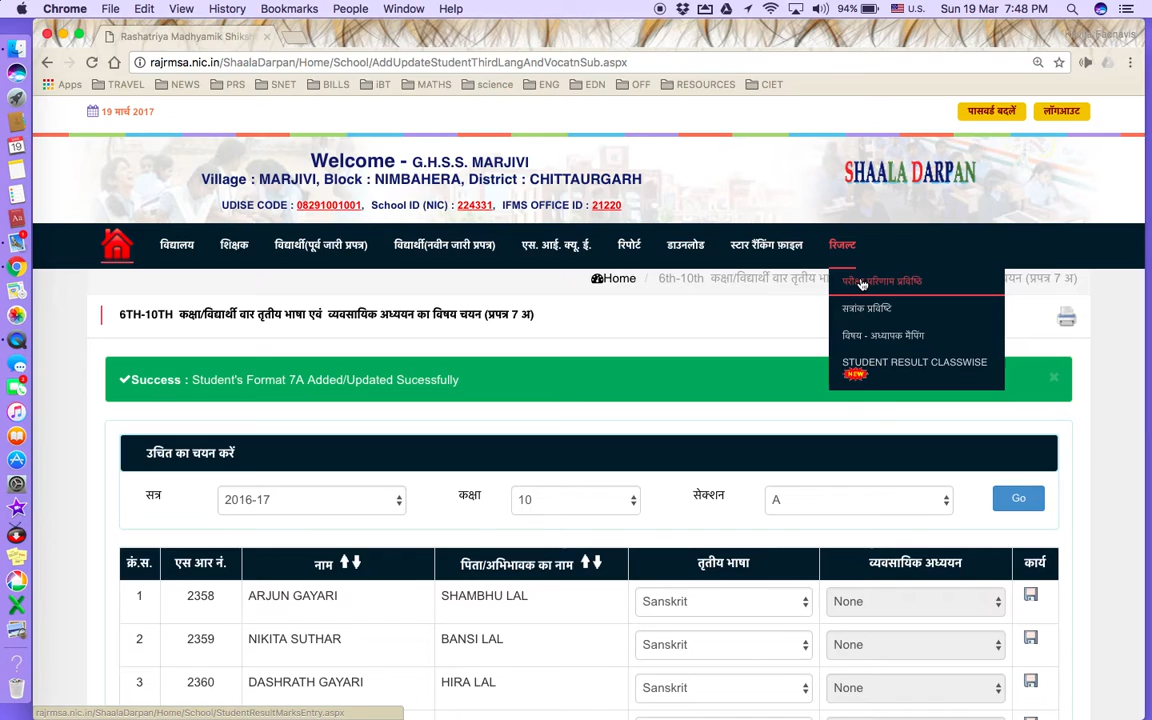 Chrome File Edit View History Bookmarks People Window Help 94% U.S. Sun 19 Mar 7:48 PM
Rashatriya Madhyamik Shiksh
rajrmsa.nic.in/ShaalaDarpan/Home/School/AddUpdateStudentThirdLangAndVocatnSub.aspx
Apps TRAVEL NEWS PRS SNET BILLS iBT MATHS science ENG EDN OFF RESOURCES CIET
19 मार्च 2017 पासवर्ड बदलें लॉगआउट
Welcome - G.H.S.S. MARJIVI
Village : MARJIVI, Block : NIMBAHERA, District : CHITTAURGARH
UDISE CODE : 08291001001, School ID (NIC) : 224331, IFMS OFFICE ID : 21220
SHAALA DARPAN
विद्यालय शिक्षक विद्यार्थी(पूर्व जारी प्रपत्र) विद्यार्थी(नवीन जारी प्रपत्र) एस. आई. क्यू. ई. रिपोर्ट डाउनलोड स्टार रैंकिंग फ़ाइल रिजल्ट
Home / 6th-10th कक्षा/विद्यार्थी वार तृतीय चयन (प्रपत्र 7 अ)
परीक्षा परिणाम प्रविष्ठि
सत्रांक प्रविष्टि
विषय - अध्यापक मैपिंग
STUDENT RESULT CLASSWISE
NEW
6TH-10TH कक्षा/विद्यार्थी वार तृतीय भाषा एवं व्यवसायिक अध्ययन का विषय चयन (प्रपत्र 7 अ)
Success : Student's Format 7A Added/Updated Sucessfully ×
उचित का चयन करें
सत्र 2016-17 कक्षा 10 सेक्शन A Go
क्रं.स. एस आर नं. नाम पिता/अभिभावक का नाम तृतीय भाषा व्यवसायिक अध्ययन कार्य
1 2358 ARJUN GAYARI SHAMBHU LAL Sanskrit None
2 2359 NIKITA SUTHAR BANSI LAL Sanskrit None
3 2360 DASHRATH GAYARI HIRA LAL Sanskrit None
rajrmsa.nic.in/ShaalaDarpan/Home/School/StudentResultMarksEntry.aspx